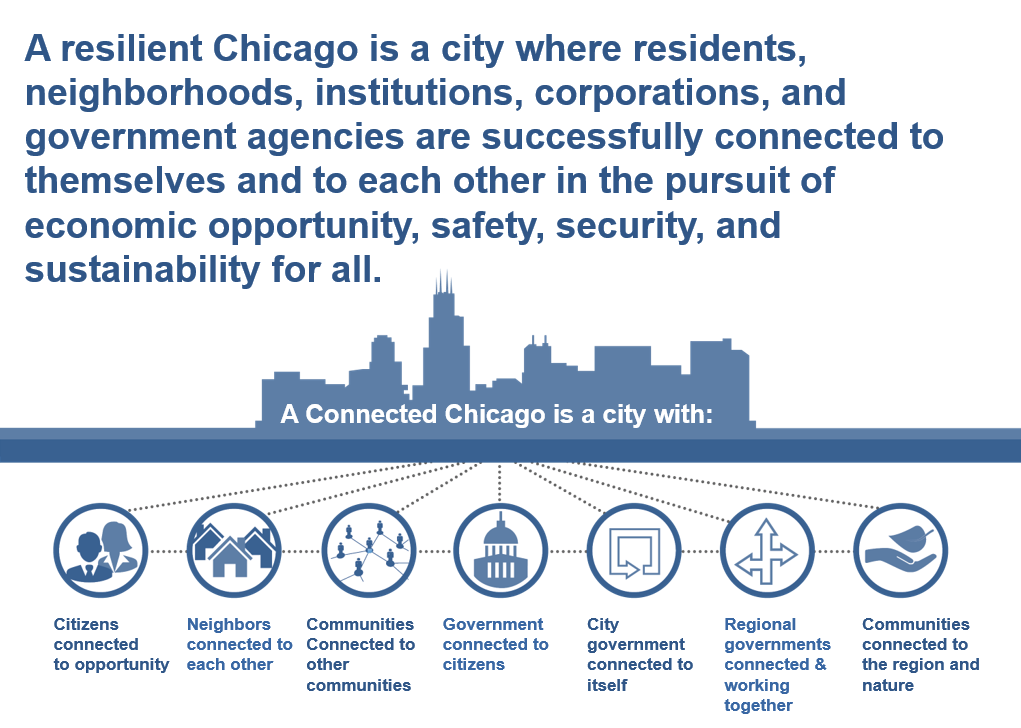 A resilient Chicago is a city where residents,
neighborhoods, institutions, corporations, and
government agencies are successfully connected to
themselves and to each other in the pursuit of
economic opportunity, safety, security, and
sustainability for all.
A Connected Chicago is a city with:
Citizens
connected
to opportunity
Neighbors
connected to
each other
Communities
Connected to
other
communities
Government
connected to
citizens
City
government
connected to
itself
Regional
governments
connected &
working
together
Communities
connected to
the region and
nature